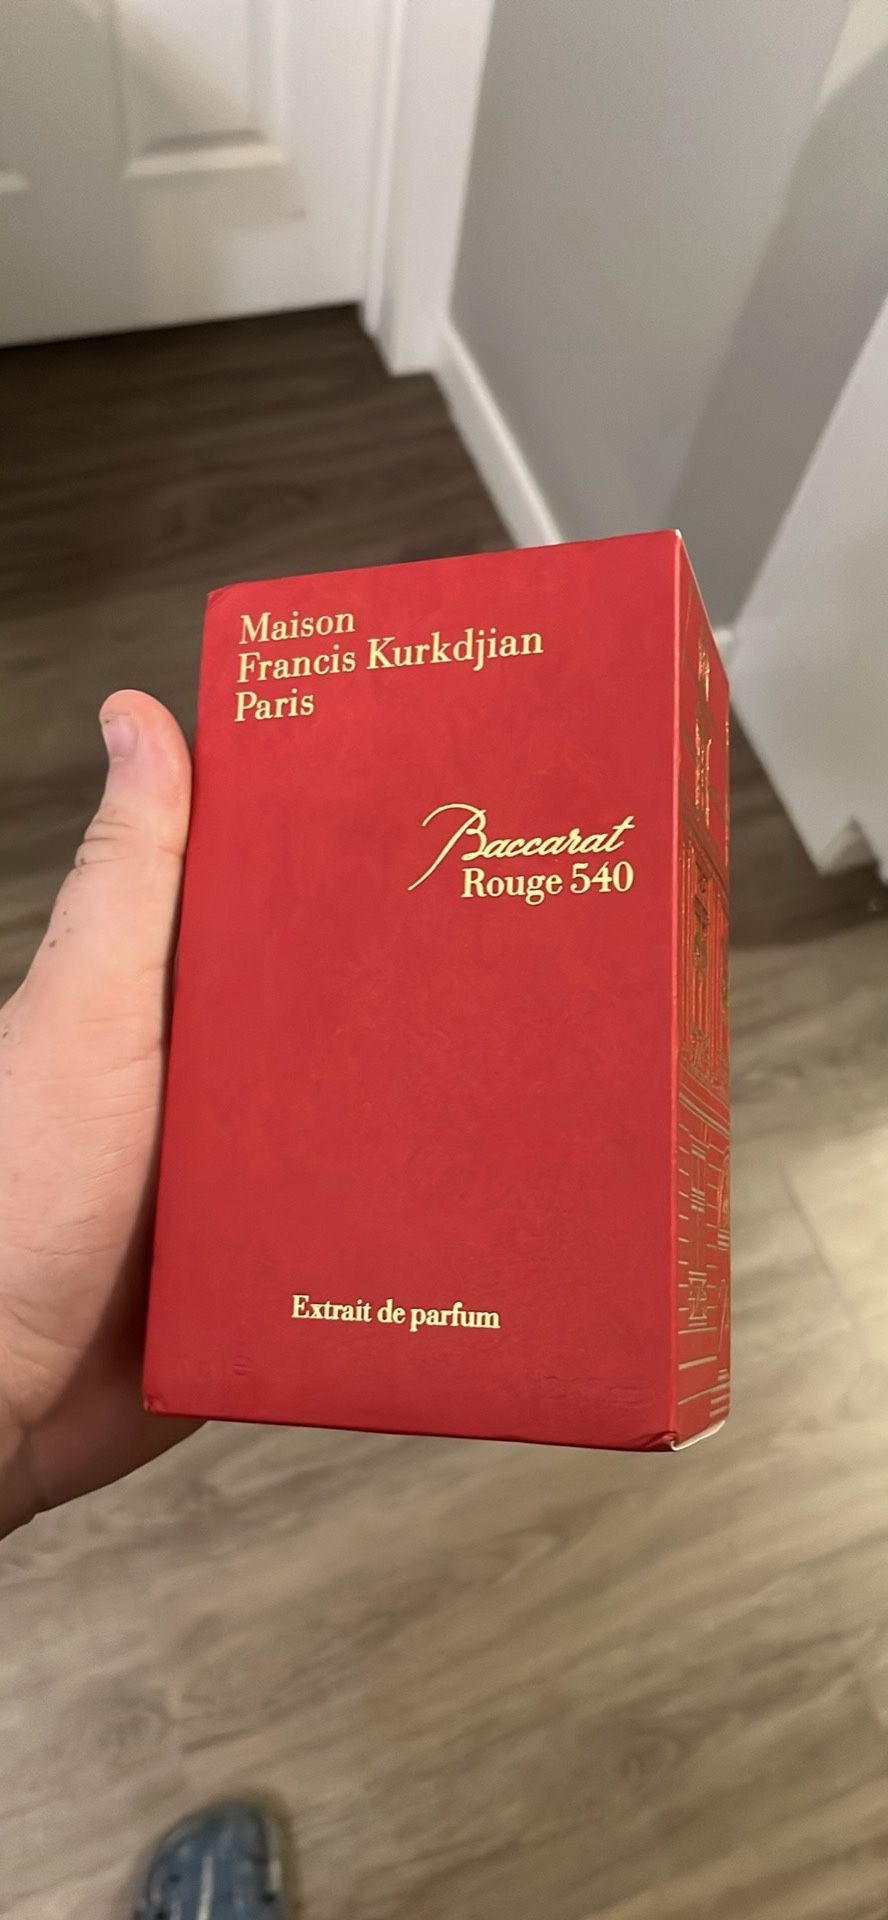 Maison
Francis Kurkdjian
Paris
Baccarat
Rouge 540
Extrait de parfum